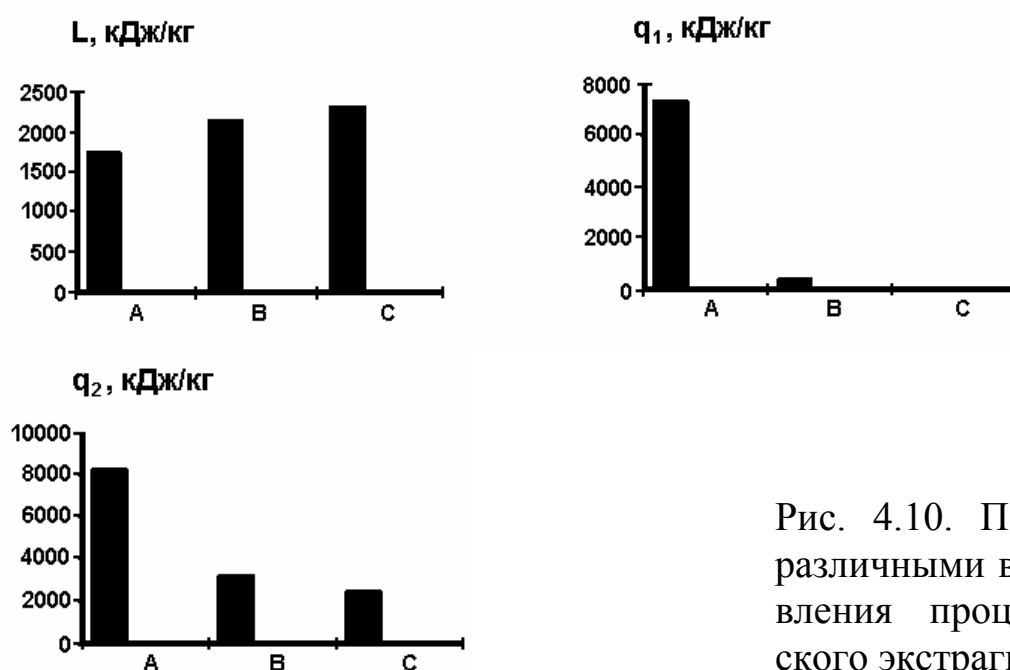 L, кДж/кг
2500
2000
1500
1000
500
0
A B C
q₁, кДж/кг
8000
6000
4000
2000
0
A B C
q₂, кДж/кг
10000
8000
6000
4000
2000
0
A B C
Рис. 4.10. П
различными в
вления проц
ского экстраги